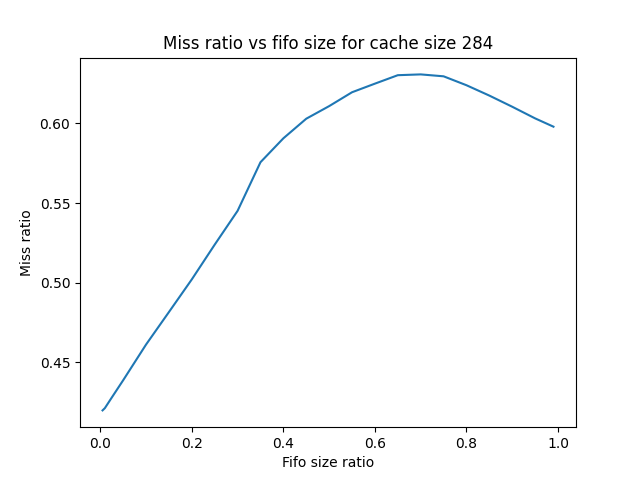 Miss ratio vs fifo size for cache size 284
0.60
0.55
0.50
0.45
Miss ratio
0.0 0.2 0.4 0.6 0.8 1.0
Fifo size ratio